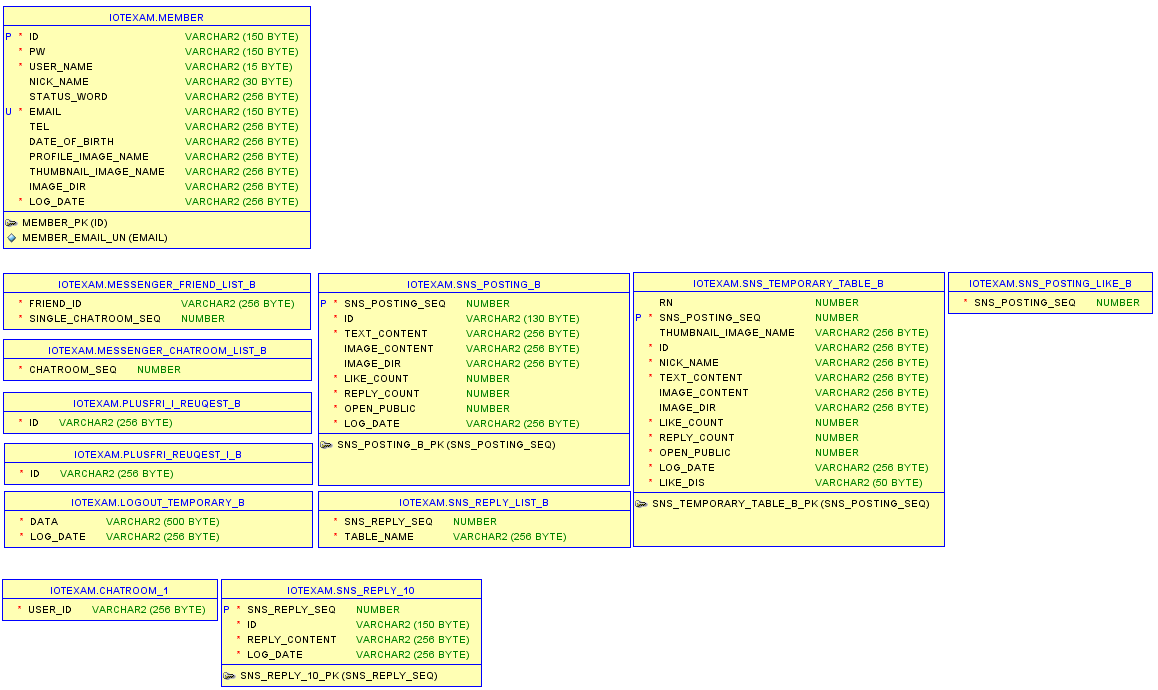 IOTEXAM.MEMBER
P * ID VARCHAR2 (150 BYTE)
* PW VARCHAR2 (150 BYTE)
* USER_NAME VARCHAR2 (15 BYTE)
NICK_NAME VARCHAR2 (30 BYTE)
STATUS_WORD VARCHAR2 (256 BYTE)
U * EMAIL VARCHAR2 (150 BYTE)
TEL VARCHAR2 (256 BYTE)
DATE_OF_BIRTH VARCHAR2 (256 BYTE)
PROFILE_IMAGE_NAME VARCHAR2 (256 BYTE)
THUMBNAIL_IMAGE_NAME VARCHAR2 (256 BYTE)
IMAGE_DIR VARCHAR2 (256 BYTE)
* LOG_DATE VARCHAR2 (256 BYTE)
MEMBER_PK (ID)
MEMBER_EMAIL_UN (EMAIL)
IOTEXAM.MESSENGER_FRIEND_LIST_B
* FRIEND_ID VARCHAR2 (256 BYTE)
* SINGLE_CHATROOM_SEQ NUMBER
IOTEXAM.MESSENGER_CHATROOM_LIST_B
* CHATROOM_SEQ NUMBER
IOTEXAM.PLUSFRI_I_REUQEST_B
* ID VARCHAR2 (256 BYTE)
IOTEXAM.PLUSFRI_REUQEST_I_B
* ID VARCHAR2 (256 BYTE)
IOTEXAM.LOGOUT_TEMPORARY_B
* DATA VARCHAR2 (500 BYTE)
* LOG_DATE VARCHAR2 (256 BYTE)
IOTEXAM.SNS_POSTING_B
P * SNS_POSTING_SEQ NUMBER
* ID VARCHAR2 (130 BYTE)
* TEXT_CONTENT VARCHAR2 (256 BYTE)
IMAGE_CONTENT VARCHAR2 (256 BYTE)
IMAGE_DIR VARCHAR2 (256 BYTE)
* LIKE_COUNT NUMBER
* REPLY_COUNT NUMBER
* OPEN_PUBLIC NUMBER
* LOG_DATE VARCHAR2 (256 BYTE)
SNS_POSTING_B_PK (SNS_POSTING_SEQ)
IOTEXAM.SNS_REPLY_LIST_B
* SNS_REPLY_SEQ NUMBER
* TABLE_NAME VARCHAR2 (256 BYTE)
IOTEXAM.SNS_TEMPORARY_TABLE_B
RN NUMBER
P * SNS_POSTING_SEQ NUMBER
THUMBNAIL_IMAGE_NAME VARCHAR2 (256 BYTE)
* ID VARCHAR2 (256 BYTE)
* NICK_NAME VARCHAR2 (256 BYTE)
* TEXT_CONTENT VARCHAR2 (256 BYTE)
IMAGE_CONTENT VARCHAR2 (256 BYTE)
IMAGE_DIR VARCHAR2 (256 BYTE)
* LIKE_COUNT NUMBER
* REPLY_COUNT NUMBER
* OPEN_PUBLIC NUMBER
* LOG_DATE VARCHAR2 (256 BYTE)
* LIKE_DIS VARCHAR2 (50 BYTE)
SNS_TEMPORARY_TABLE_B_PK (SNS_POSTING_SEQ)
IOTEXAM.SNS_POSTING_LIKE_B
* SNS_POSTING_SEQ NUMBER
IOTEXAM.CHATROOM_1
* USER_ID VARCHAR2 (256 BYTE)
IOTEXAM.SNS_REPLY_10
P * SNS_REPLY_SEQ NUMBER
* ID VARCHAR2 (150 BYTE)
* REPLY_CONTENT VARCHAR2 (256 BYTE)
* LOG_DATE VARCHAR2 (256 BYTE)
SNS_REPLY_10_PK (SNS_REPLY_SEQ)